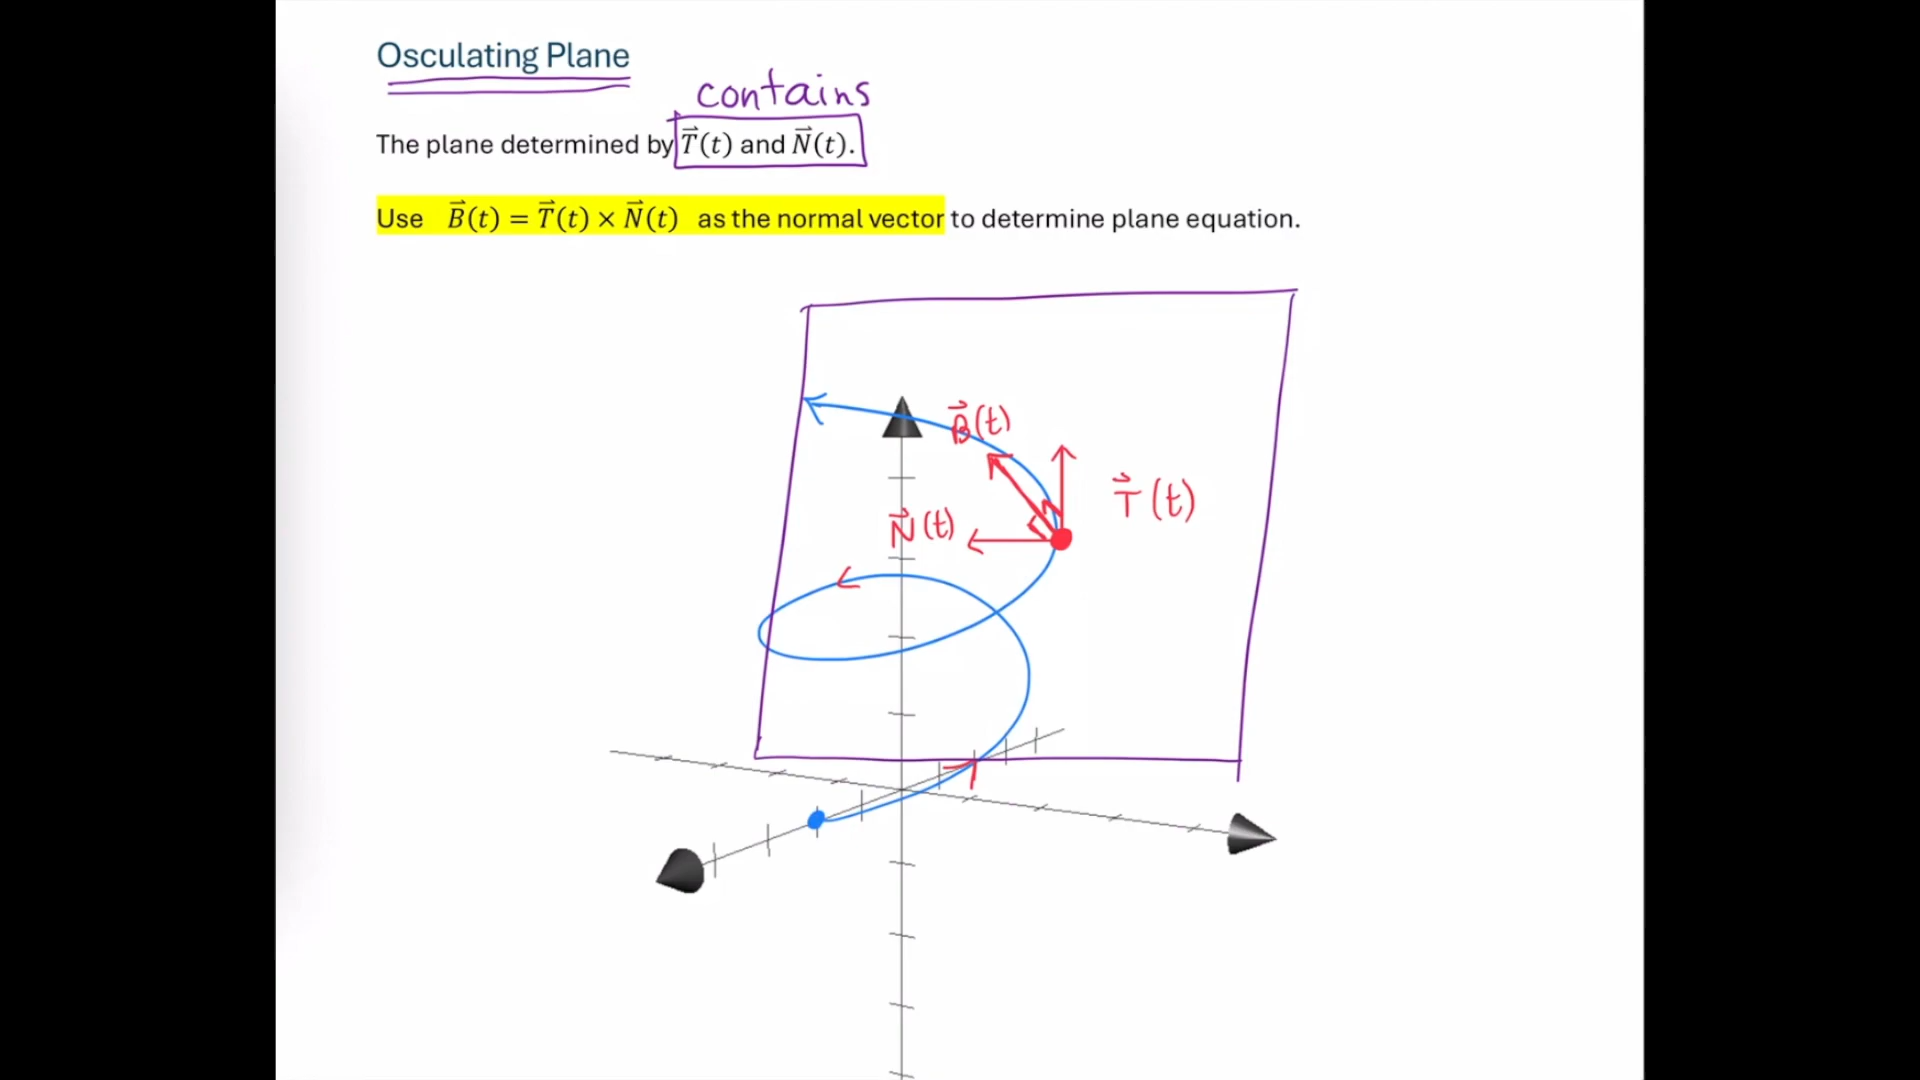 Osculating Plane
contains
The plane determined by T⃗(t) and N⃗(t).
Use B⃗(t) = T⃗(t) × N⃗(t) as the normal vector to determine plane equation.
B⃗(t)
T⃗(t)
N⃗(t)